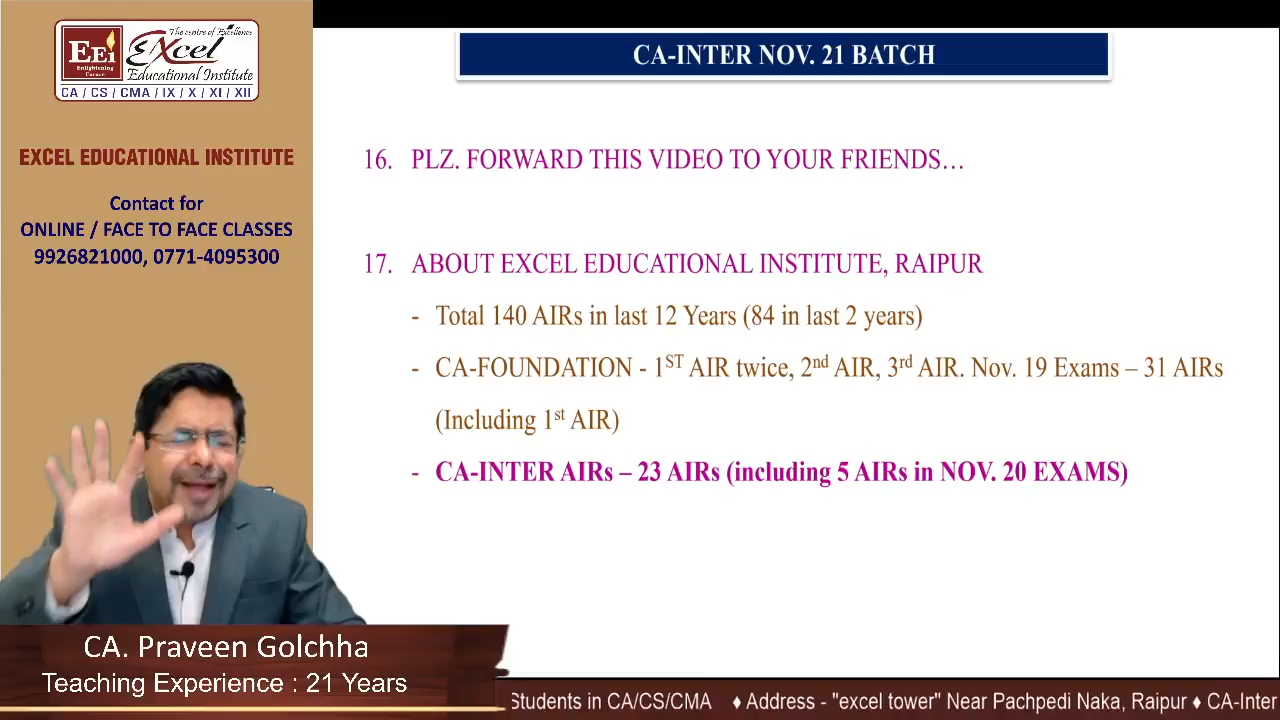 The centre of Excellence
EEi Excel
Enlightening Career
Educational Institute
CA / CS / CMA / IX / X / XI / XII
EXCEL EDUCATIONAL INSTITUTE
Contact for
ONLINE / FACE TO FACE CLASSES
9926821000, 0771-4095300
CA-INTER NOV. 21 BATCH
16. PLZ. FORWARD THIS VIDEO TO YOUR FRIENDS…
17. ABOUT EXCEL EDUCATIONAL INSTITUTE, RAIPUR
- Total 140 AIRs in last 12 Years (84 in last 2 years)
- CA-FOUNDATION - 1ST AIR twice, 2nd AIR, 3rd AIR. Nov. 19 Exams – 31 AIRs
(Including 1st AIR)
- CA-INTER AIRs – 23 AIRs (including 5 AIRs in NOV. 20 EXAMS)
CA. Praveen Golchha
Teaching Experience : 21 Years
Students in CA/CS/CMA ♦ Address - "excel tower" Near Pachpedi Naka, Raipur ♦ CA-Inter